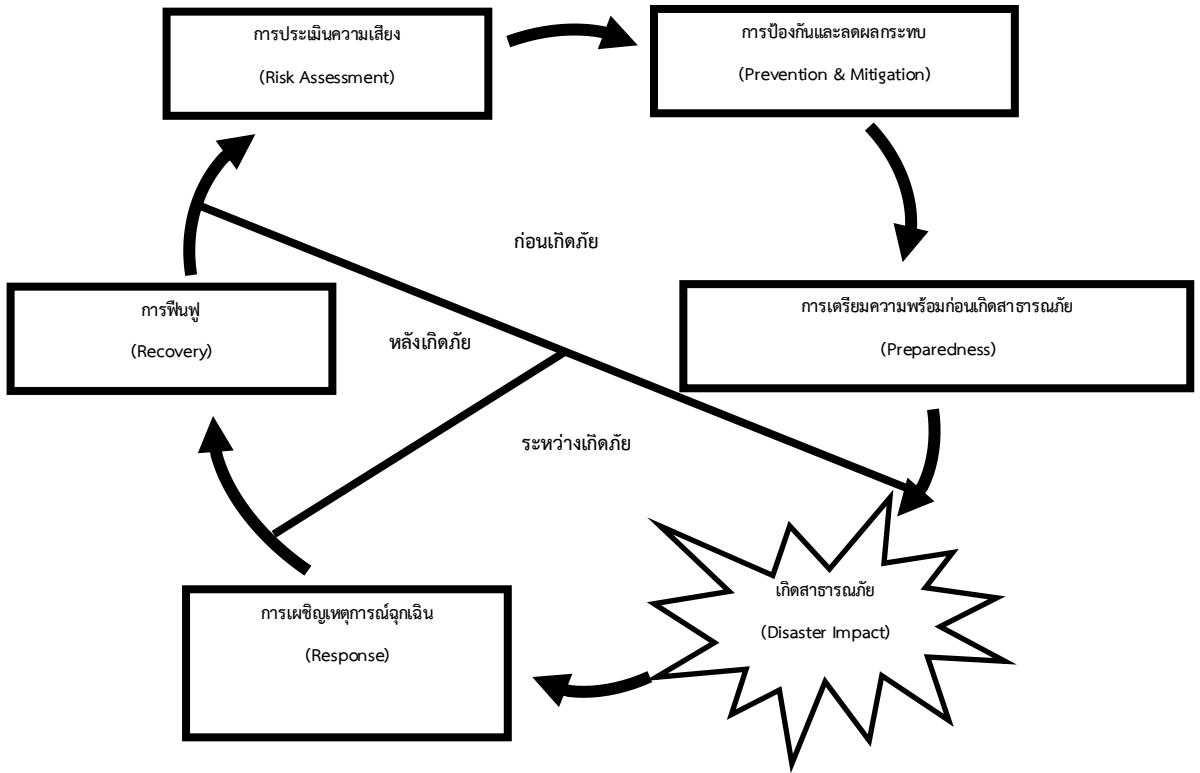 การประเมินความเสี่ยง
(Risk Assessment)
การป้องกันและลดผลกระทบ
(Prevention & Mitigation)
ก่อนเกิดภัย
การฟื้นฟู
(Recovery)
การเตรียมความพร้อมก่อนเกิดสาธารณภัย
(Preparedness)
หลังเกิดภัย
ระหว่างเกิดภัย
เกิดสาธารณภัย
(Disaster Impact)
การเผชิญเหตุการณ์ฉุกเฉิน
(Response)